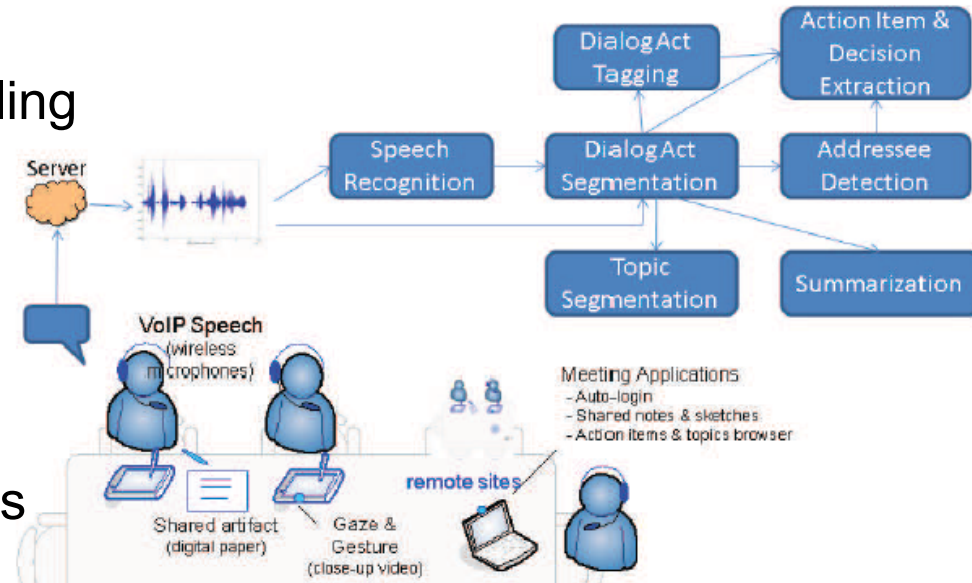 ling
Server
Speech
Recognition
Dialog Act
Tagging
Dialog Act
Segmentation
Topic
Segmentation
Action Item &
Decision
Extraction
Addressee
Detection
Summarization
VoIP Speech
(wireless
microphones)
Meeting Applications
- Auto-login
- Shared notes & sketches
- Action items & topics browser
remote sites
s
Shared artifact
(digital paper)
Gaze &
Gesture
(close-up video)